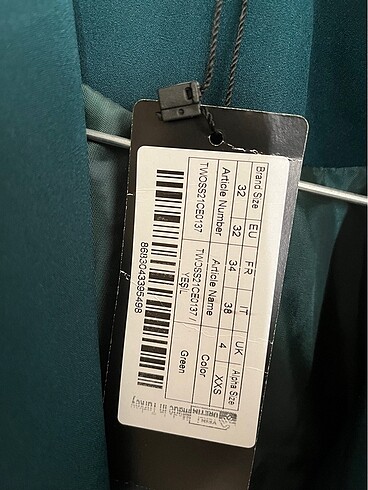 Brand Size EU FR IT UK Alpha Size
32 32 34 38 4 XXS
Article Number Article Name Color
TWOSS21CE0137 TWOSS21CE0137/ Green
YEŞİL
8683043395498
Made in Turkey